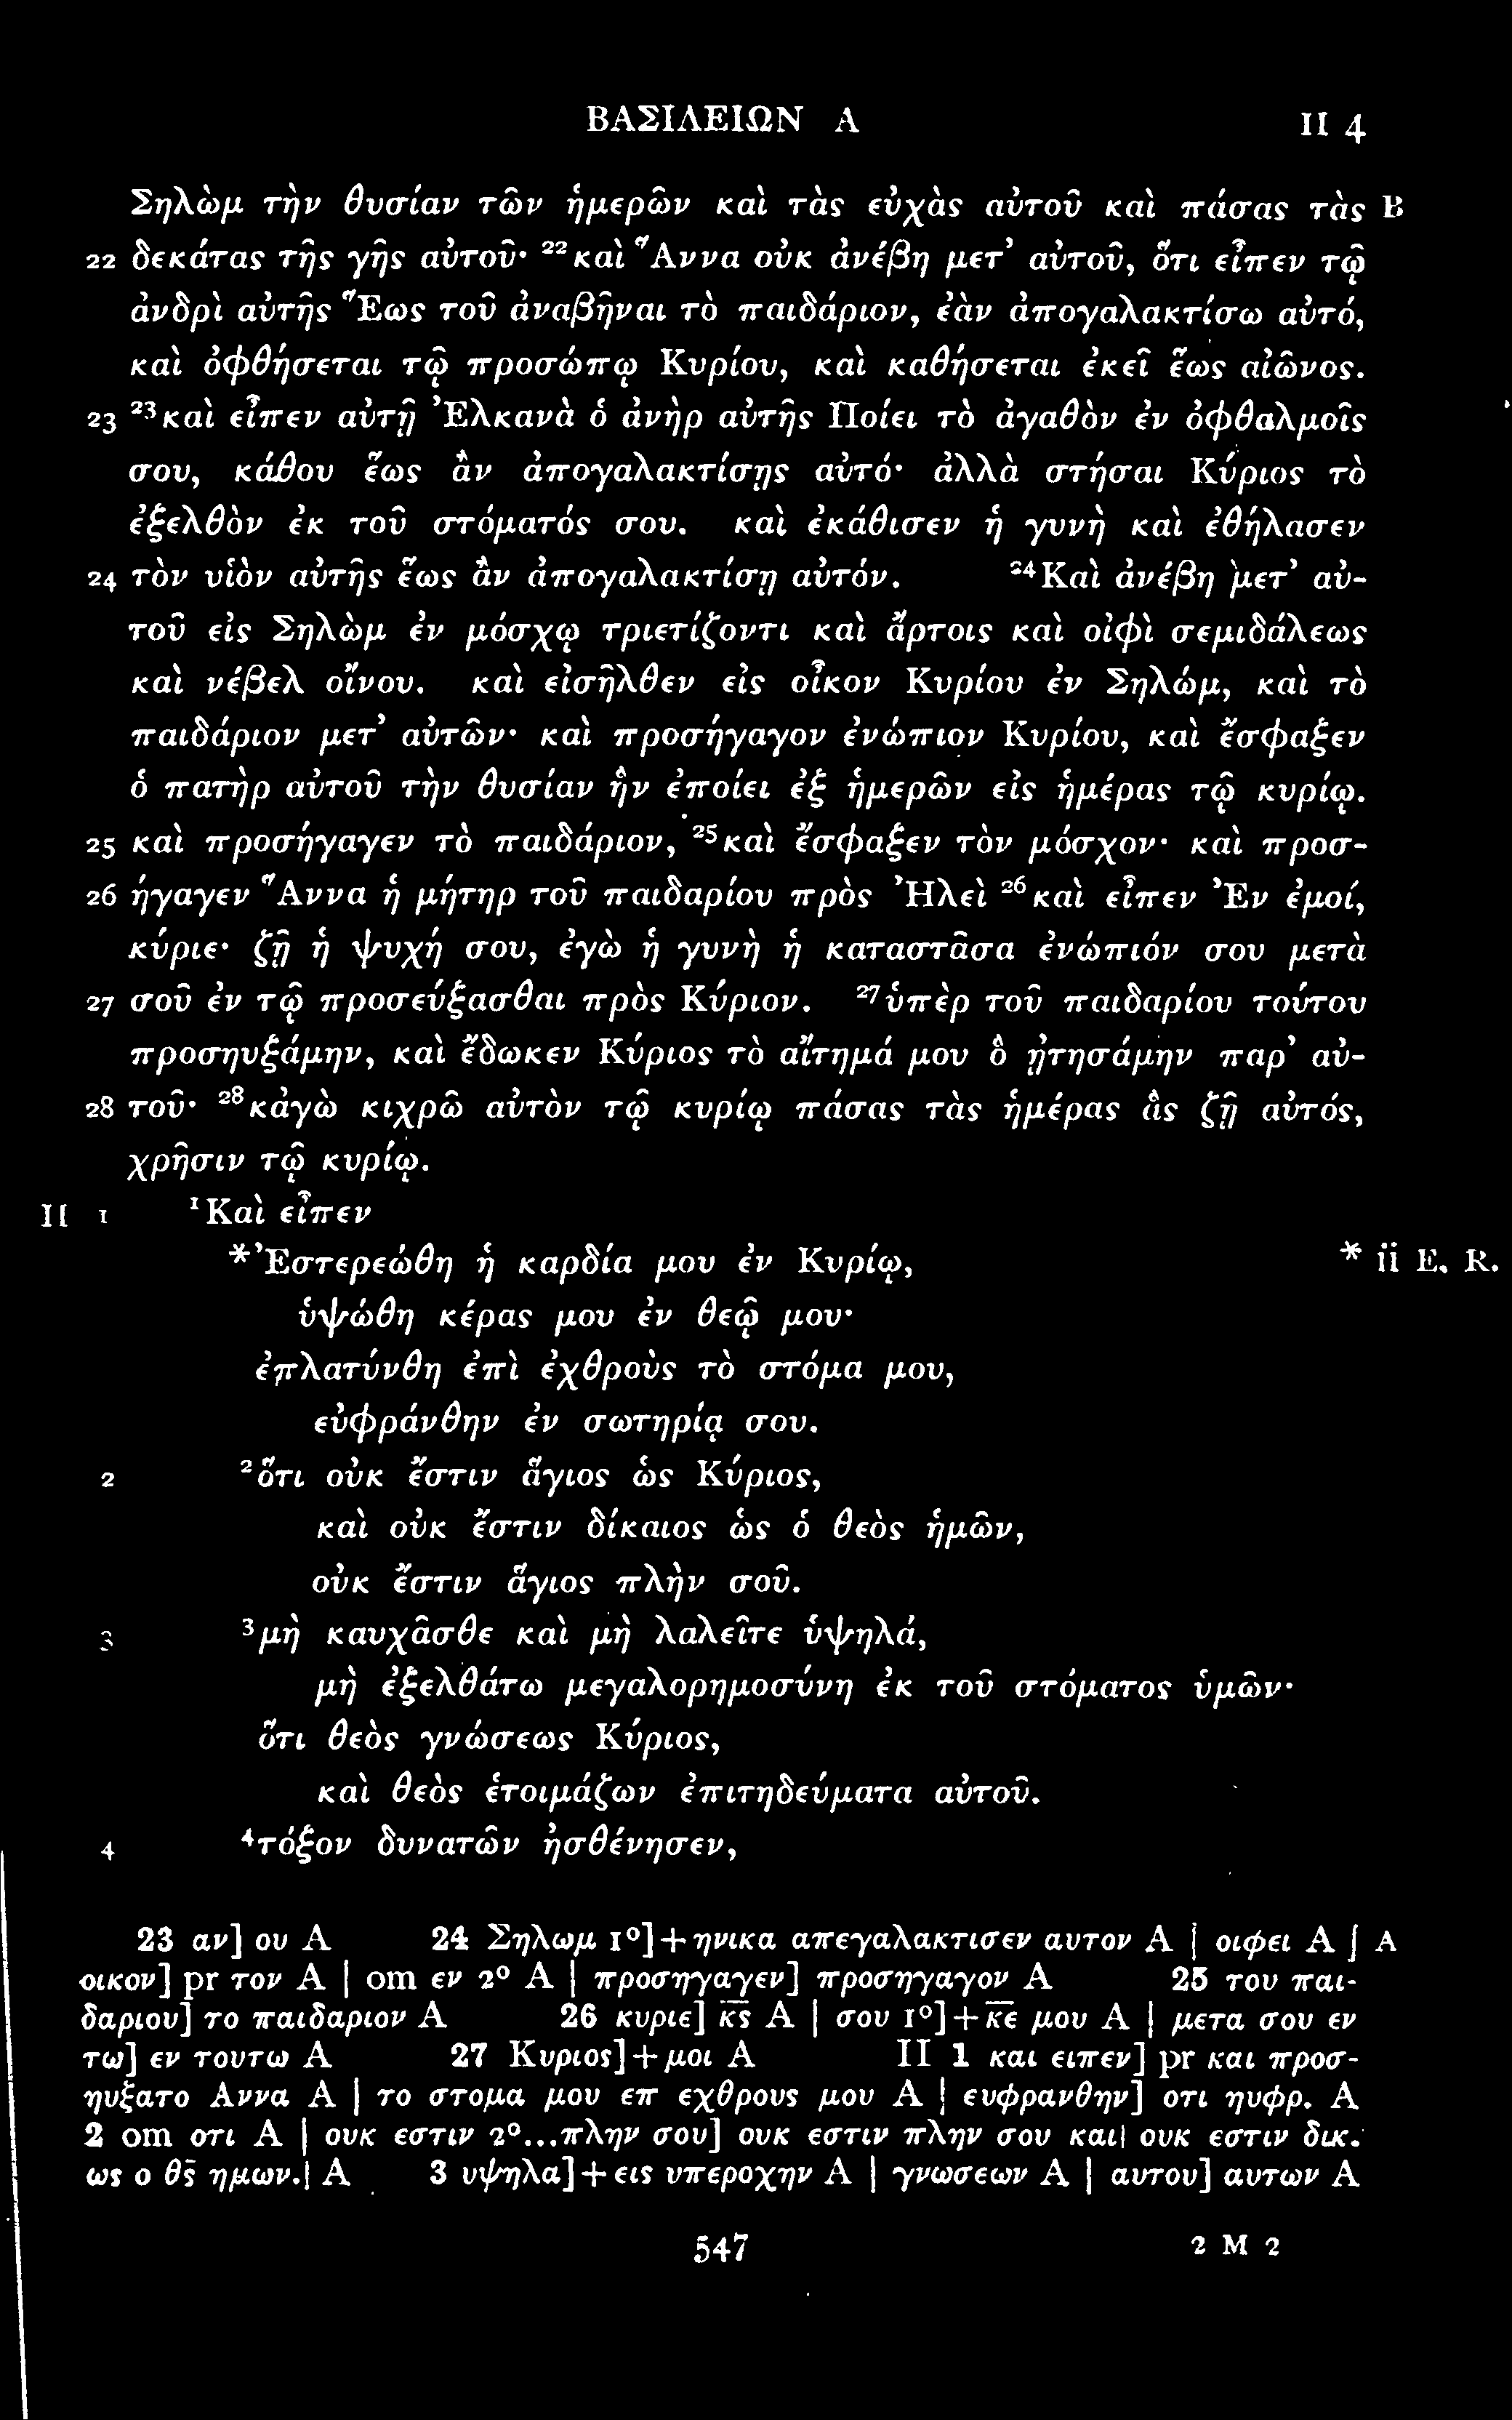 ΒΑΣΙΛΕΙΩΝ Α II 4
Σηλὼμ τὴν θυσίαν τῶν ἡμερῶν καὶ τὰς εὐχὰς αὐτοῦ καὶ πάσας τὰς B
22 δεκάτας τῆς γῆς αὐτοῦ· ²²καὶ Ἅννα οὐκ ἀνέβη μετ’ αὐτοῦ, ὅτι εἶπεν τῷ
ἀνδρὶ αὐτῆς Ἕως τοῦ ἀναβῆναι τὸ παιδάριον, ἐὰν ἀπογαλακτίσω αὐτό,
καὶ ὀφθήσεται τῷ προσώπῳ Κυρίου, καὶ καθήσεται ἐκεῖ ἕως αἰῶνος.
23 ²³καὶ εἶπεν αὐτῇ Ἐλκανὰ ὁ ἀνὴρ αὐτῆς Ποίει τὸ ἀγαθὸν ἐν ὀφθαλμοῖς
σου, κάθου ἕως ἂν ἀπογαλακτίσῃς αὐτό· ἀλλὰ στήσαι Κύριος τὸ
ἐξελθὸν ἐκ τοῦ στόματός σου. καὶ ἐκάθισεν ἡ γυνὴ καὶ ἐθήλασεν
24 τὸν υἱὸν αὐτῆς ἕως ἂν ἀπογαλακτίσῃ αὐτόν. ²⁴Καὶ ἀνέβη μετ’ αὐ-
τοῦ εἰς Σηλὼμ ἐν μόσχῳ τριετίζοντι καὶ ἄρτοις καὶ οἰφὶ σεμιδάλεως
καὶ νέβελ οἴνου. καὶ εἰσῆλθεν εἰς οἶκον Κυρίου ἐν Σηλώμ, καὶ τὸ
παιδάριον μετ’ αὐτῶν· καὶ προσήγαγον ἐνώπιον Κυρίου, καὶ ἔσφαξεν
ὁ πατὴρ αὐτοῦ τὴν θυσίαν ἣν ἐποίει ἐξ ἡμερῶν εἰς ἡμέρας τῷ κυρίῳ.
25 καὶ προσήγαγεν τὸ παιδάριον, ²⁵καὶ ἔσφαξεν τὸν μόσχον· καὶ προσ-
26 ήγαγεν Ἅννα ἡ μήτηρ τοῦ παιδαρίου πρὸς Ἠλεὶ ²⁶καὶ εἶπεν Ἐν ἐμοί,
κύριε· ζῇ ἡ ψυχή σου, ἐγὼ ἡ γυνὴ ἡ καταστᾶσα ἐνώπιόν σου μετὰ
27 σοῦ ἐν τῷ προσεύξασθαι πρὸς Κύριον. ²⁷ὑπὲρ τοῦ παιδαρίου τούτου
προσηυξάμην, καὶ ἔδωκεν Κύριος τὸ αἴτημά μου ὃ ᾐτησάμην παρ’ αὐ-
28 τοῦ· ²⁸κἀγὼ κιχρῶ αὐτὸν τῷ κυρίῳ πάσας τὰς ἡμέρας ἃς ζῇ αὐτός,
χρῆσιν τῷ κυρίῳ.
II 1 ¹Καὶ εἶπεν
*Ἐστερεώθη ἡ καρδία μου ἐν Κυρίῳ, * ii E. R.
ὑψώθη κέρας μου ἐν θεῷ μου·
ἐπλατύνθη ἐπὶ ἐχθροὺς τὸ στόμα μου,
εὐφράνθην ἐν σωτηρίᾳ σου.
2 ²ὅτι οὐκ ἔστιν ἅγιος ὡς Κύριος,
καὶ οὐκ ἔστιν δίκαιος ὡς ὁ θεὸς ἡμῶν,
οὐκ ἔστιν ἅγιος πλὴν σοῦ.
3 ³μὴ καυχᾶσθε καὶ μὴ λαλεῖτε ὑψηλά,
μὴ ἐξελθάτω μεγαλορημοσύνη ἐκ τοῦ στόματος ὑμῶν·
ὅτι θεὸς γνώσεως Κύριος,
καὶ θεὸς ἑτοιμάζων ἐπιτηδεύματα αὐτοῦ.
4 ⁴τόξον δυνατῶν ἠσθένησεν,
23 αν] ου A 24 Σηλωμ 1°]+ηνικα απεγαλακτισεν αυτον A | οιφει A | A
οικον] pr τον A | om εν 2° A | προσηγαγεν] προσηγαγον A 25 του παι-
δαριου] το παιδαριον A 26 κυριε] κ̅ς̅ A | σου 1°]+κ̅ε̅ μου A | μετα σου εν
τω] εν τουτω A 27 Κυριος]+μοι A II 1 και ειπεν] pr και προσ-
ηυξατο Αννα A | το στομα μου επ εχθρους μου A | ευφρανθην] οτι ηυφρ. A
2 om οτι A | ουκ εστιν 2°...πλην σου] ουκ εστιν πλην σου και| ουκ εστιν δικ.
ως ο θ̅ς̅ ημων.| A 3 υψηλα]+εις υπεροχην A | γνωσεων A | αυτου] αυτων A
547 2 M 2